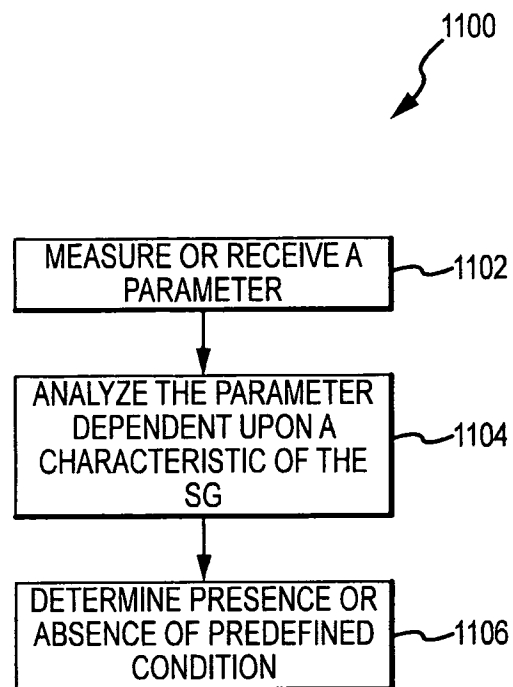 1100
MEASURE OR RECEIVE A
PARAMETER
1102
ANALYZE THE PARAMETER
DEPENDENT UPON A
CHARACTERISTIC OF THE
SG
1104
DETERMINE PRESENCE OR
ABSENCE OF PREDEFINED
CONDITION
1106